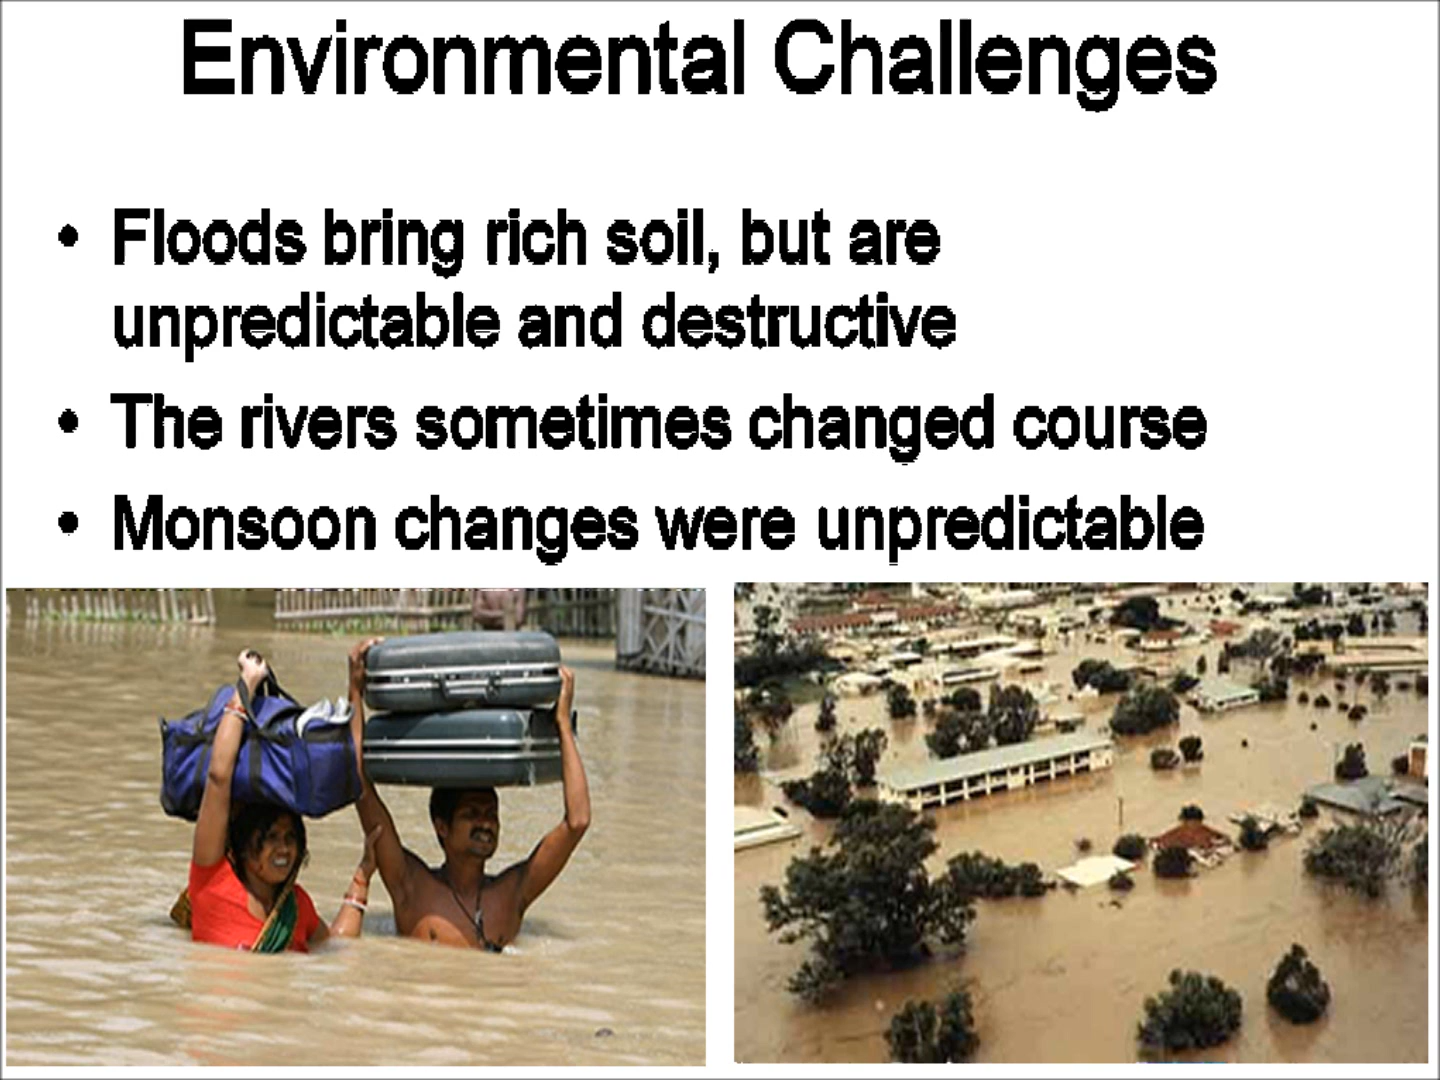 Environmental Challenges
• Floods bring rich soil, but are
unpredictable and destructive
• The rivers sometimes changed course
• Monsoon changes were unpredictable